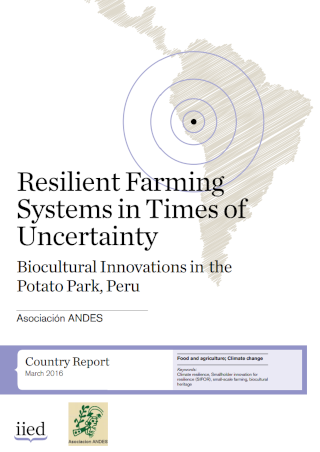 Resilient Farming
Systems in Times of
Uncertainty
Biocultural Innovations in the
Potato Park, Peru
Asociación ANDES
Country Report
March 2016
Food and agriculture; Climate change
Keywords:
Climate resilience, Smallholder innovation for
resilience (SIFOR), small-scale farming, biocultural
heritage
iied
Asociacion ANDES